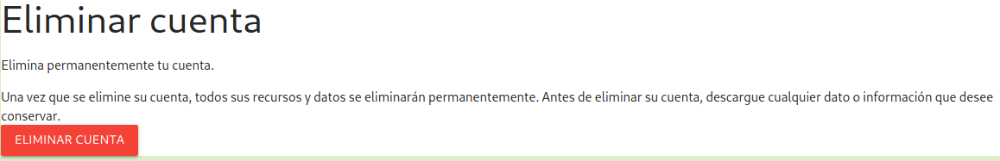 Eliminar cuenta
Elimina permanentemente tu cuenta.
Una vez que se elimine su cuenta, todos sus recursos y datos se eliminarán permanentemente. Antes de eliminar su cuenta, descargue cualquier dato o información que desee
conservar.
ELIMINAR CUENTA